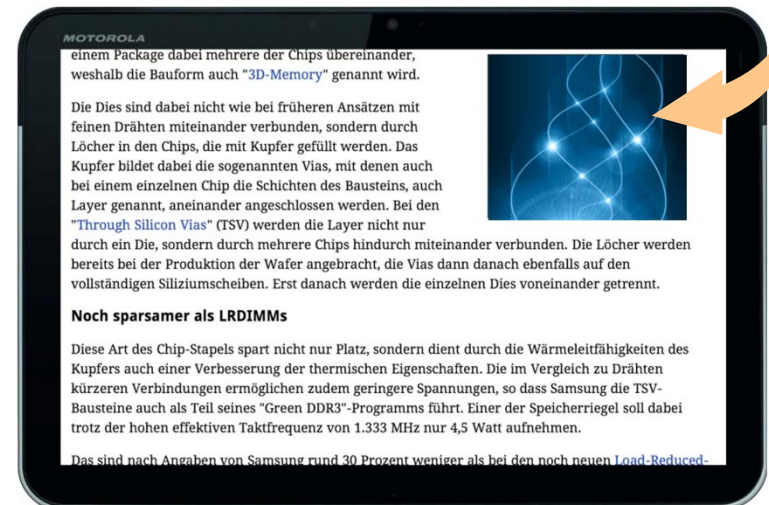 MOTOROLA
einem Package dabei mehrere der Chips übereinander,
weshalb die Bauform auch "3D-Memory" genannt wird.
Die Dies sind dabei nicht wie bei früheren Ansätzen mit
feinen Drähten miteinander verbunden, sondern durch
Löcher in den Chips, die mit Kupfer gefüllt werden. Das
Kupfer bildet dabei die sogenannten Vias, mit denen auch
bei einem einzelnen Chip die Schichten des Bausteins, auch
Layer genannt, aneinander angeschlossen werden. Bei den
"Through Silicon Vias" (TSV) werden die Layer nicht nur
durch ein Die, sondern durch mehrere Chips hindurch miteinander verbunden. Die Löcher werden
bereits bei der Produktion der Wafer angebracht, die Vias dann danach ebenfalls auf den
vollständigen Siliziumscheiben. Erst danach werden die einzelnen Dies voneinander getrennt.
Noch sparsamer als LRDIMMs
Diese Art des Chip-Stapels spart nicht nur Platz, sondern dient durch die Wärmeleitfähigkeiten des
Kupfers auch einer Verbesserung der thermischen Eigenschaften. Die im Vergleich zu Drähten
kürzeren Verbindungen ermöglichen zudem geringere Spannungen, so dass Samsung die TSV-
Bausteine auch als Teil seines "Green DDR3"-Programms führt. Einer der Speicherriegel soll dabei
trotz der hohen effektiven Taktfrequenz von 1.333 MHz nur 4,5 Watt aufnehmen.
Das sind nach Angaben von Samsung rund 30 Prozent weniger als bei den noch neuen Load-Reduced-